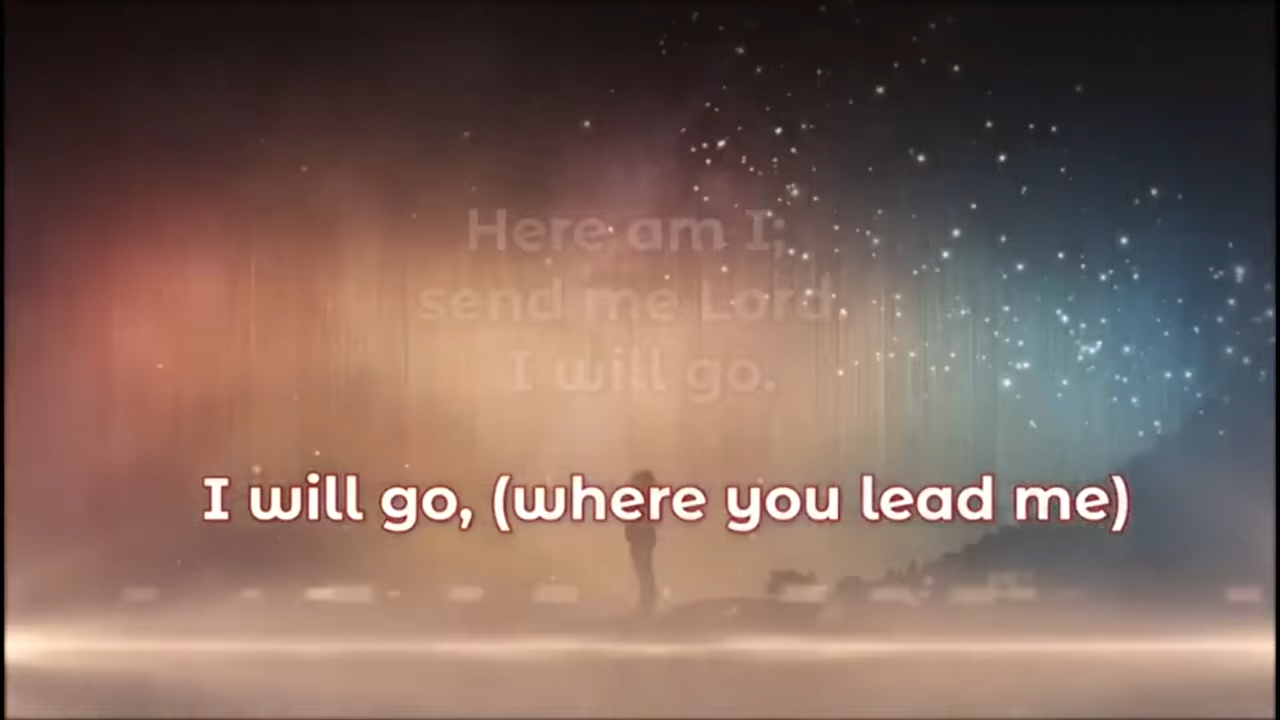 Here am I;
send me Lord.
I will go.
I will go, (where you lead me)